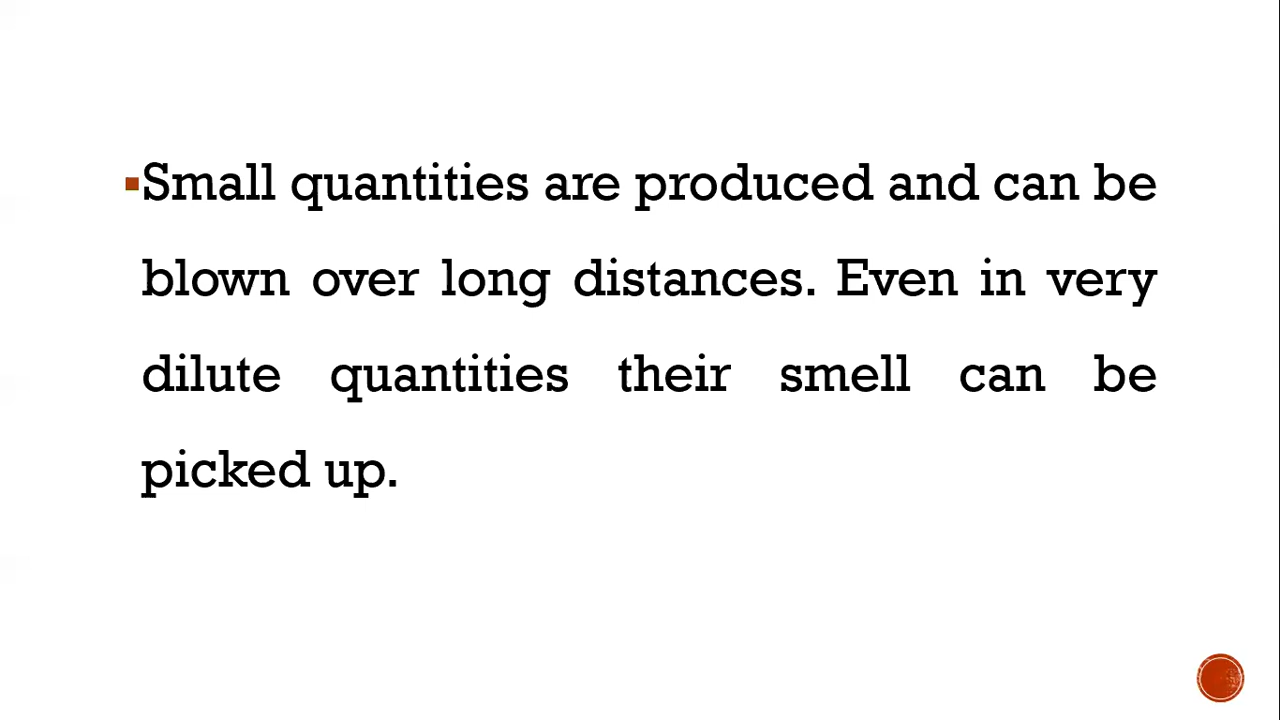 ▪Small quantities are produced and can be
blown over long distances. Even in very
dilute quantities their smell can be
picked up.